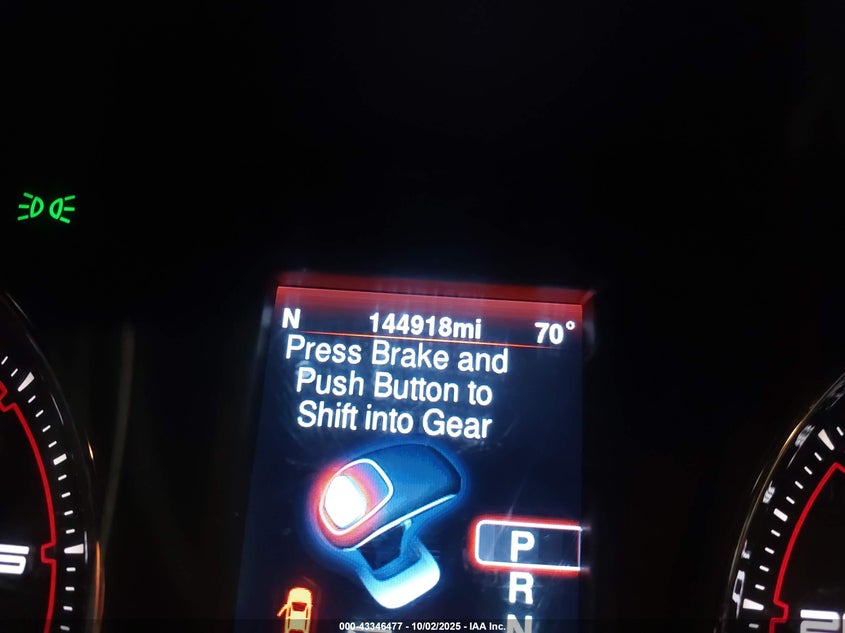 N 144918mi 70°
Press Brake and
Push Button to
Shift into Gear
P
R
N
000-43346477 - 10/02/2025 - IAA Inc.